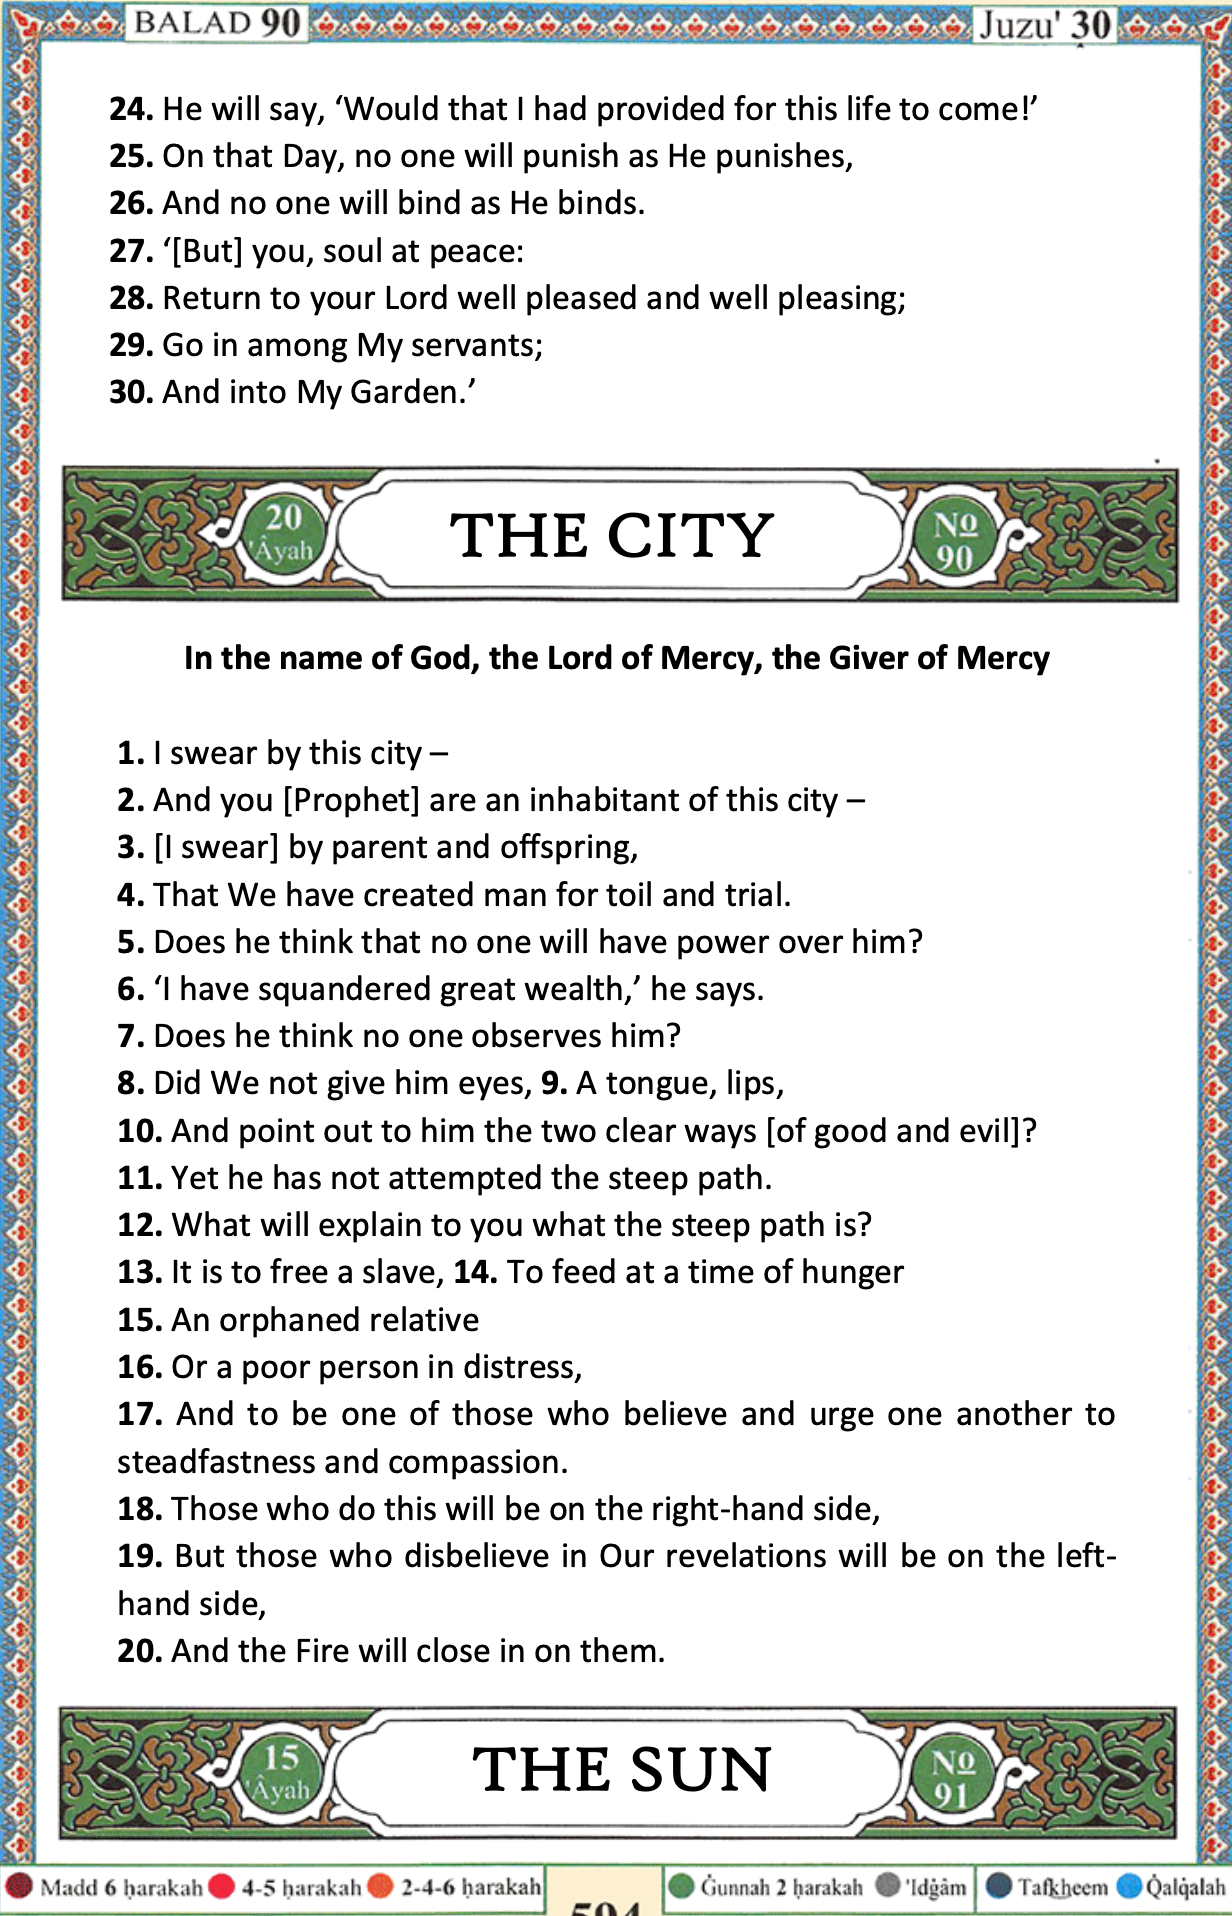 BALAD 90
Juzu' 30
24. He will say, ‘Would that I had provided for this life to come!’
25. On that Day, no one will punish as He punishes,
26. And no one will bind as He binds.
27. ‘[But] you, soul at peace:
28. Return to your Lord well pleased and well pleasing;
29. Go in among My servants;
30. And into My Garden.’
20
'Âyah
THE CITY
№
90
In the name of God, the Lord of Mercy, the Giver of Mercy
1. I swear by this city –
2. And you [Prophet] are an inhabitant of this city –
3. [I swear] by parent and offspring,
4. That We have created man for toil and trial.
5. Does he think that no one will have power over him?
6. ‘I have squandered great wealth,’ he says.
7. Does he think no one observes him?
8. Did We not give him eyes, 9. A tongue, lips,
10. And point out to him the two clear ways [of good and evil]?
11. Yet he has not attempted the steep path.
12. What will explain to you what the steep path is?
13. It is to free a slave, 14. To feed at a time of hunger
15. An orphaned relative
16. Or a poor person in distress,
17. And to be one of those who believe and urge one another to
steadfastness and compassion.
18. Those who do this will be on the right-hand side,
19. But those who disbelieve in Our revelations will be on the left-
hand side,
20. And the Fire will close in on them.
15
'Âyah
THE SUN
№
91
Madd 6 ḥarakah 4-5 ḥarakah 2-4-6 ḥarakah
594
Ġunnah 2 ḥarakah 'Idġâm Tafkheem Q̇alq̇alah